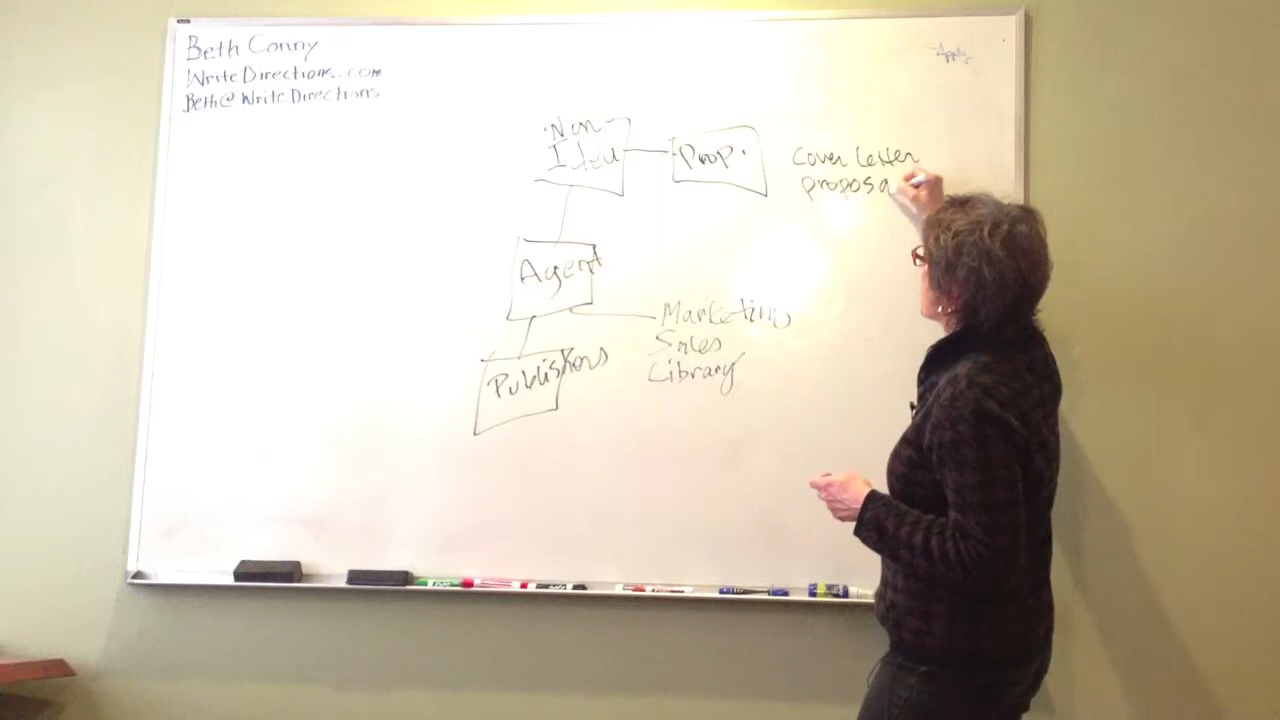 Beth Conny
WriteDirections.com
Beth@WriteDirections
Non
Idea
Prop.
Cover Letter
proposa
Agent
Marketing
Sales
Library
Publishers